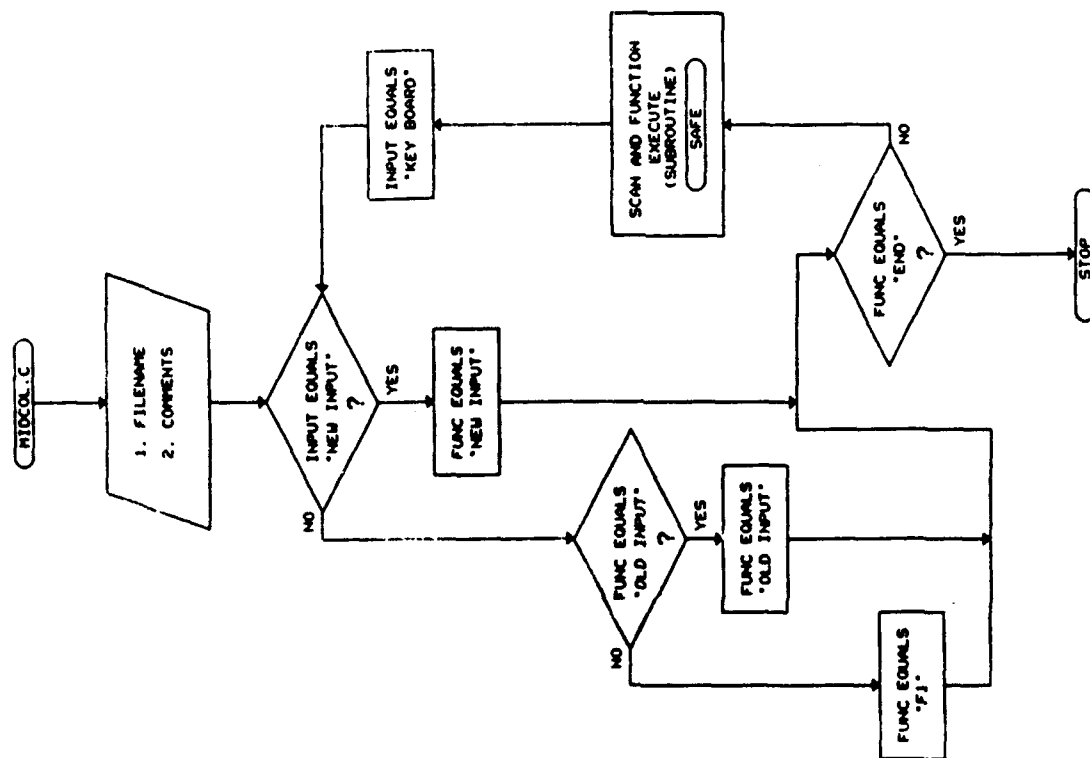 MIDCOL.C
1. FILENAME
2. COMMENTS
INPUT EQUALS
"NEW INPUT"
?
NO
YES
FUNC EQUALS
"NEW INPUT"
FUNC EQUALS
"OLD INPUT"
?
NO
YES
FUNC EQUALS
"OLD INPUT"
FUNC EQUALS
"F1"
INPUT EQUALS
"KEY BOARD"
SCAN AND FUNCTION
EXECUTE
(SUBROUTINE)
SAFE
FUNC EQUALS
"END"
?
NO
YES
STOP